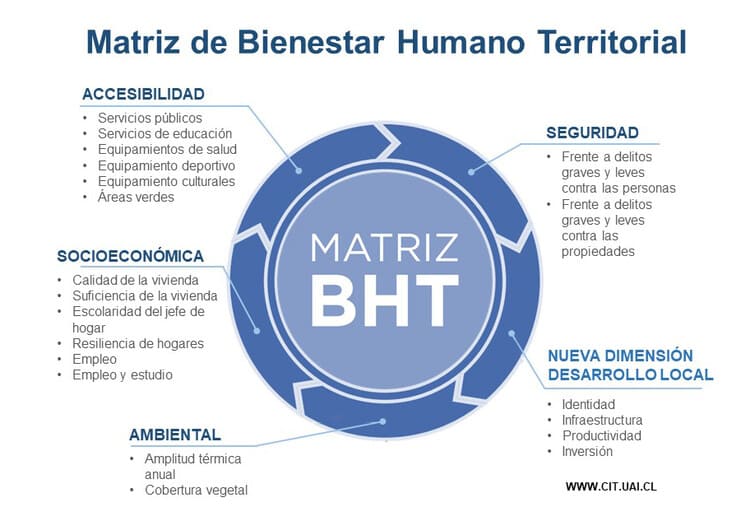 Matriz de Bienestar Humano Territorial
ACCESIBILIDAD
• Servicios públicos
• Servicios de educación
• Equipamientos de salud
• Equipamiento deportivo
• Equipamiento culturales
• Áreas verdes
SEGURIDAD
• Frente a delitos
graves y leves
contra las personas
• Frente a delitos
graves y leves
contra las
propiedades
SOCIOECONÓMICA
• Calidad de la vivienda
• Suficiencia de la vivienda
• Escolaridad del jefe de
hogar
• Resiliencia de hogares
• Empleo
• Empleo y estudio
MATRIZ
BHT
NUEVA DIMENSIÓN
DESARROLLO LOCAL
• Identidad
• Infraestructura
• Productividad
• Inversión
AMBIENTAL
• Amplitud térmica
anual
• Cobertura vegetal
WWW.CIT.UAI.CL